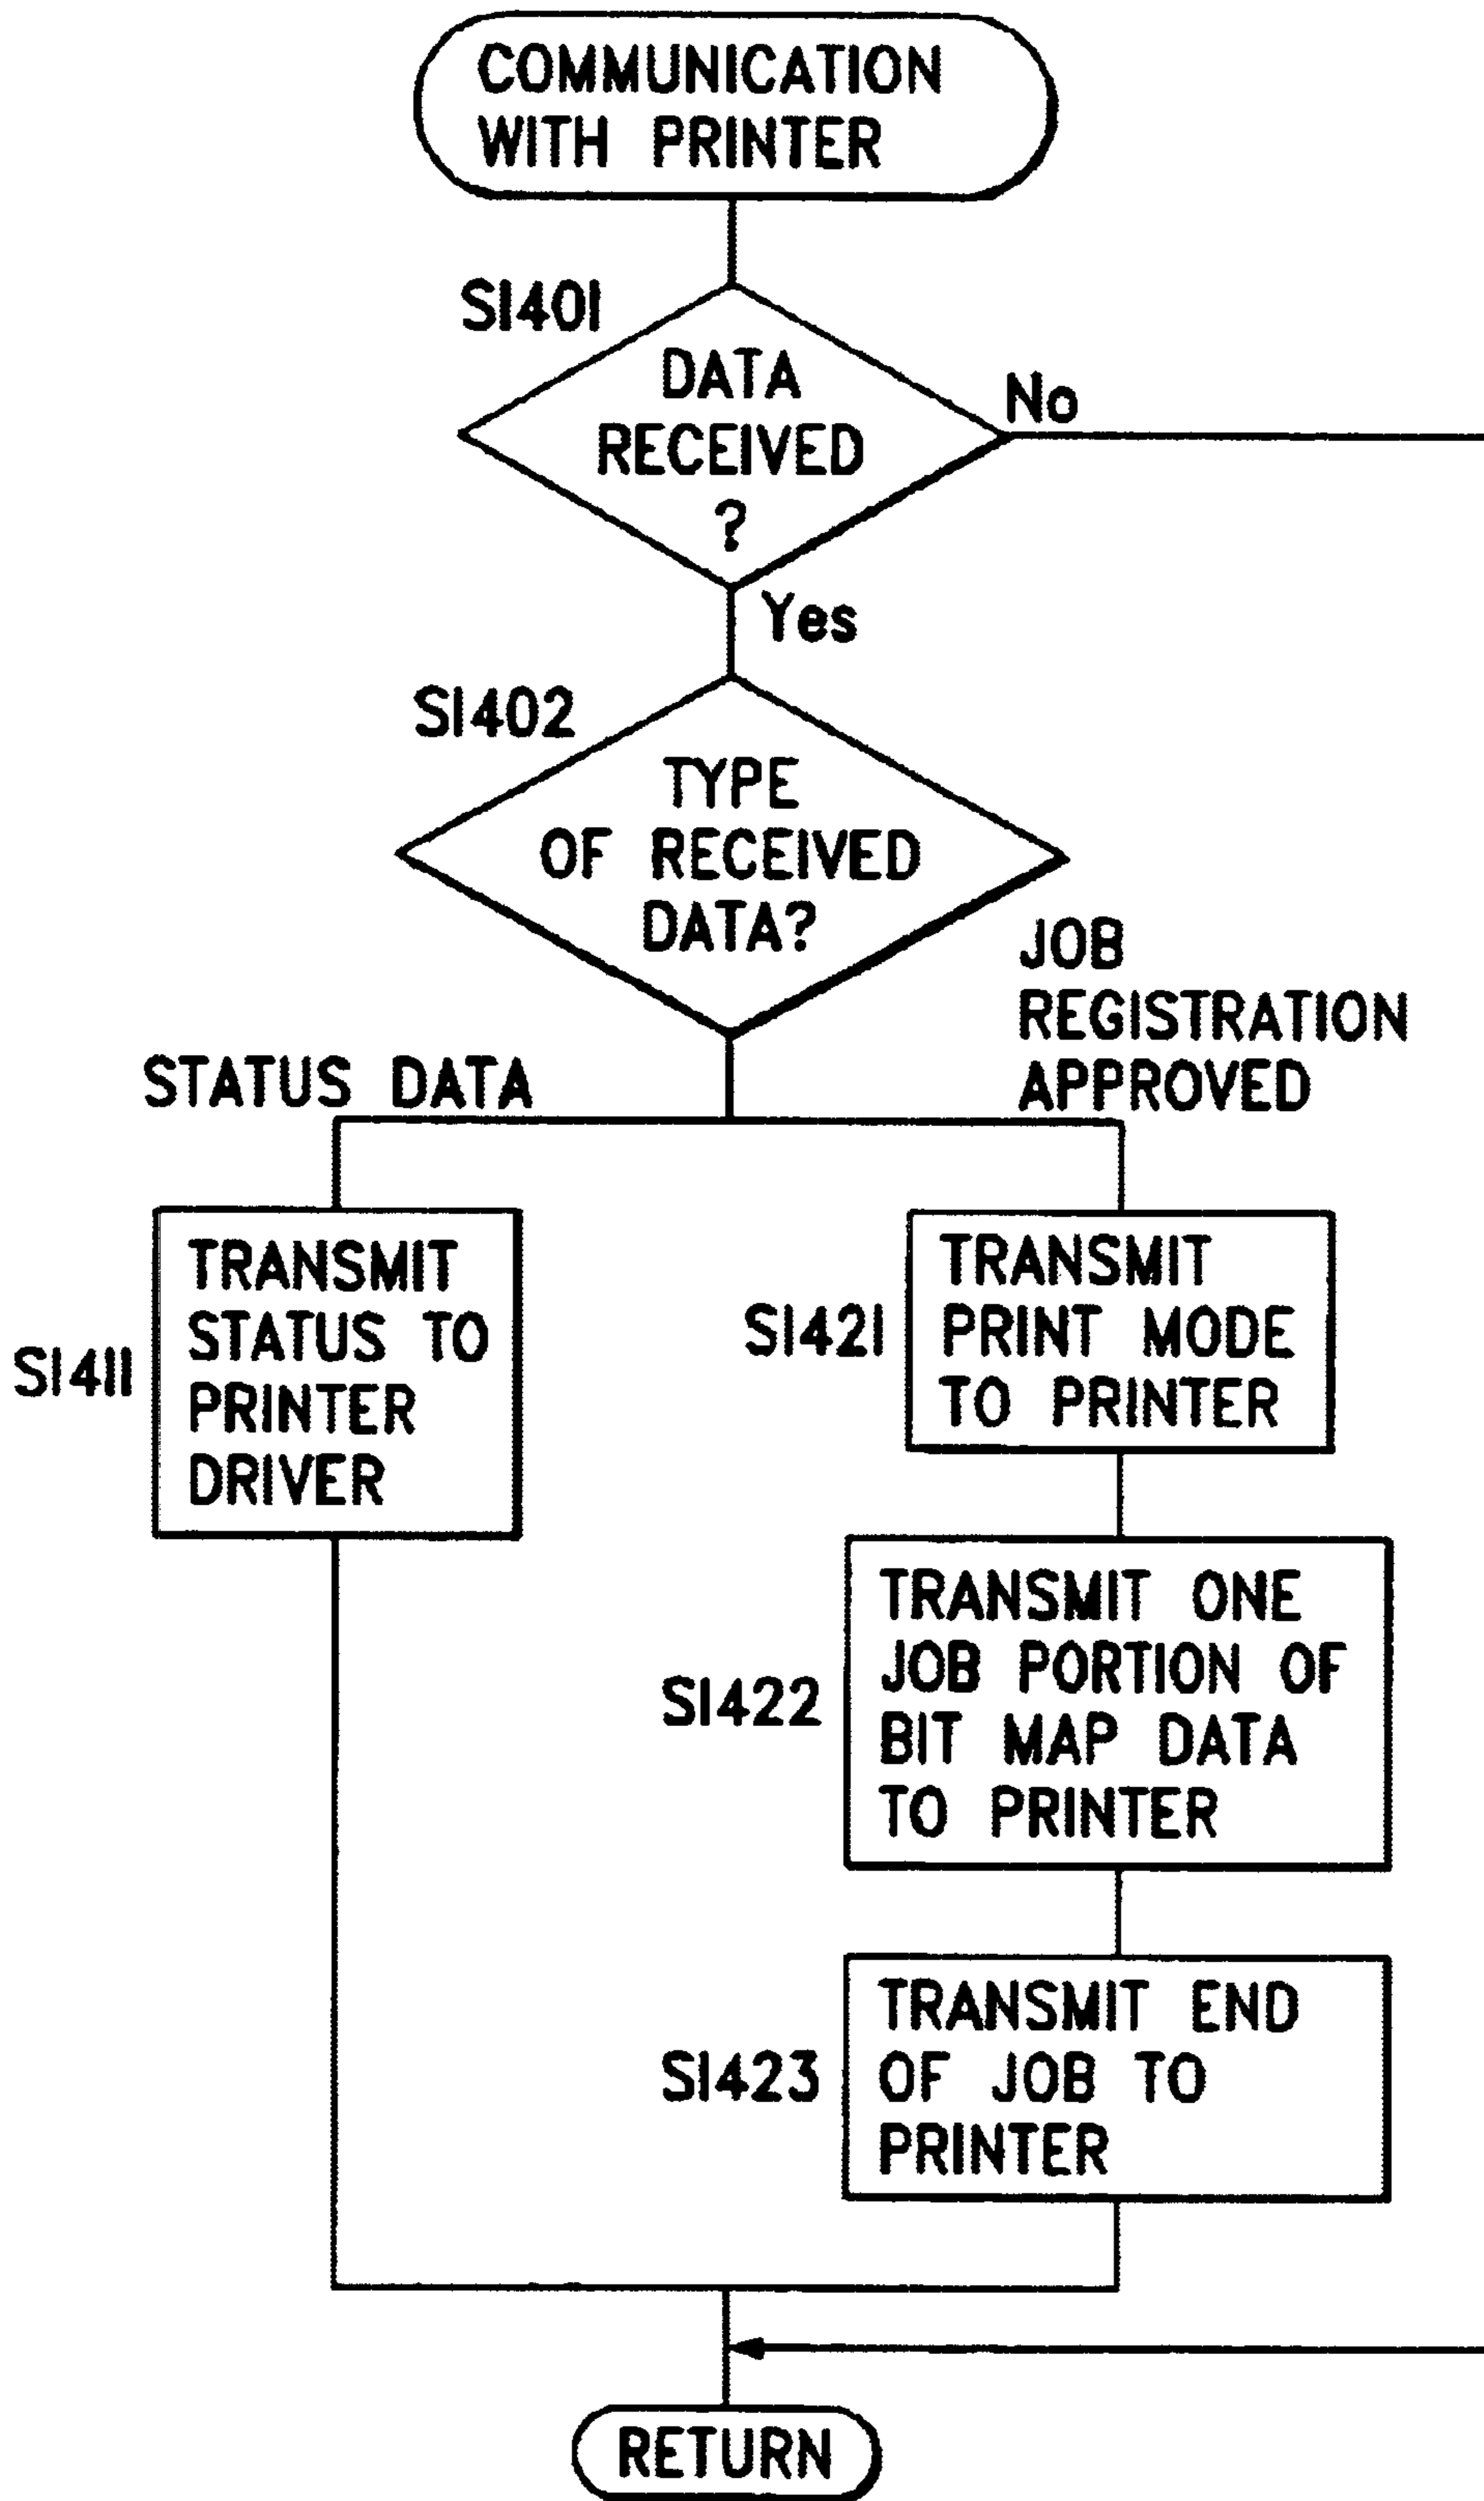 COMMUNICATION
WITH PRINTER
S1401
DATA
RECEIVED
?
No
Yes
S1402
TYPE
OF RECEIVED
DATA?
JOB
REGISTRATION
APPROVED
STATUS DATA
S1411
TRANSMIT
STATUS TO
PRINTER
DRIVER
S1421
TRANSMIT
PRINT MODE
TO PRINTER
S1422
TRANSMIT ONE
JOB PORTION OF
BIT MAP DATA
TO PRINTER
S1423
TRANSMIT END
OF JOB TO
PRINTER
RETURN